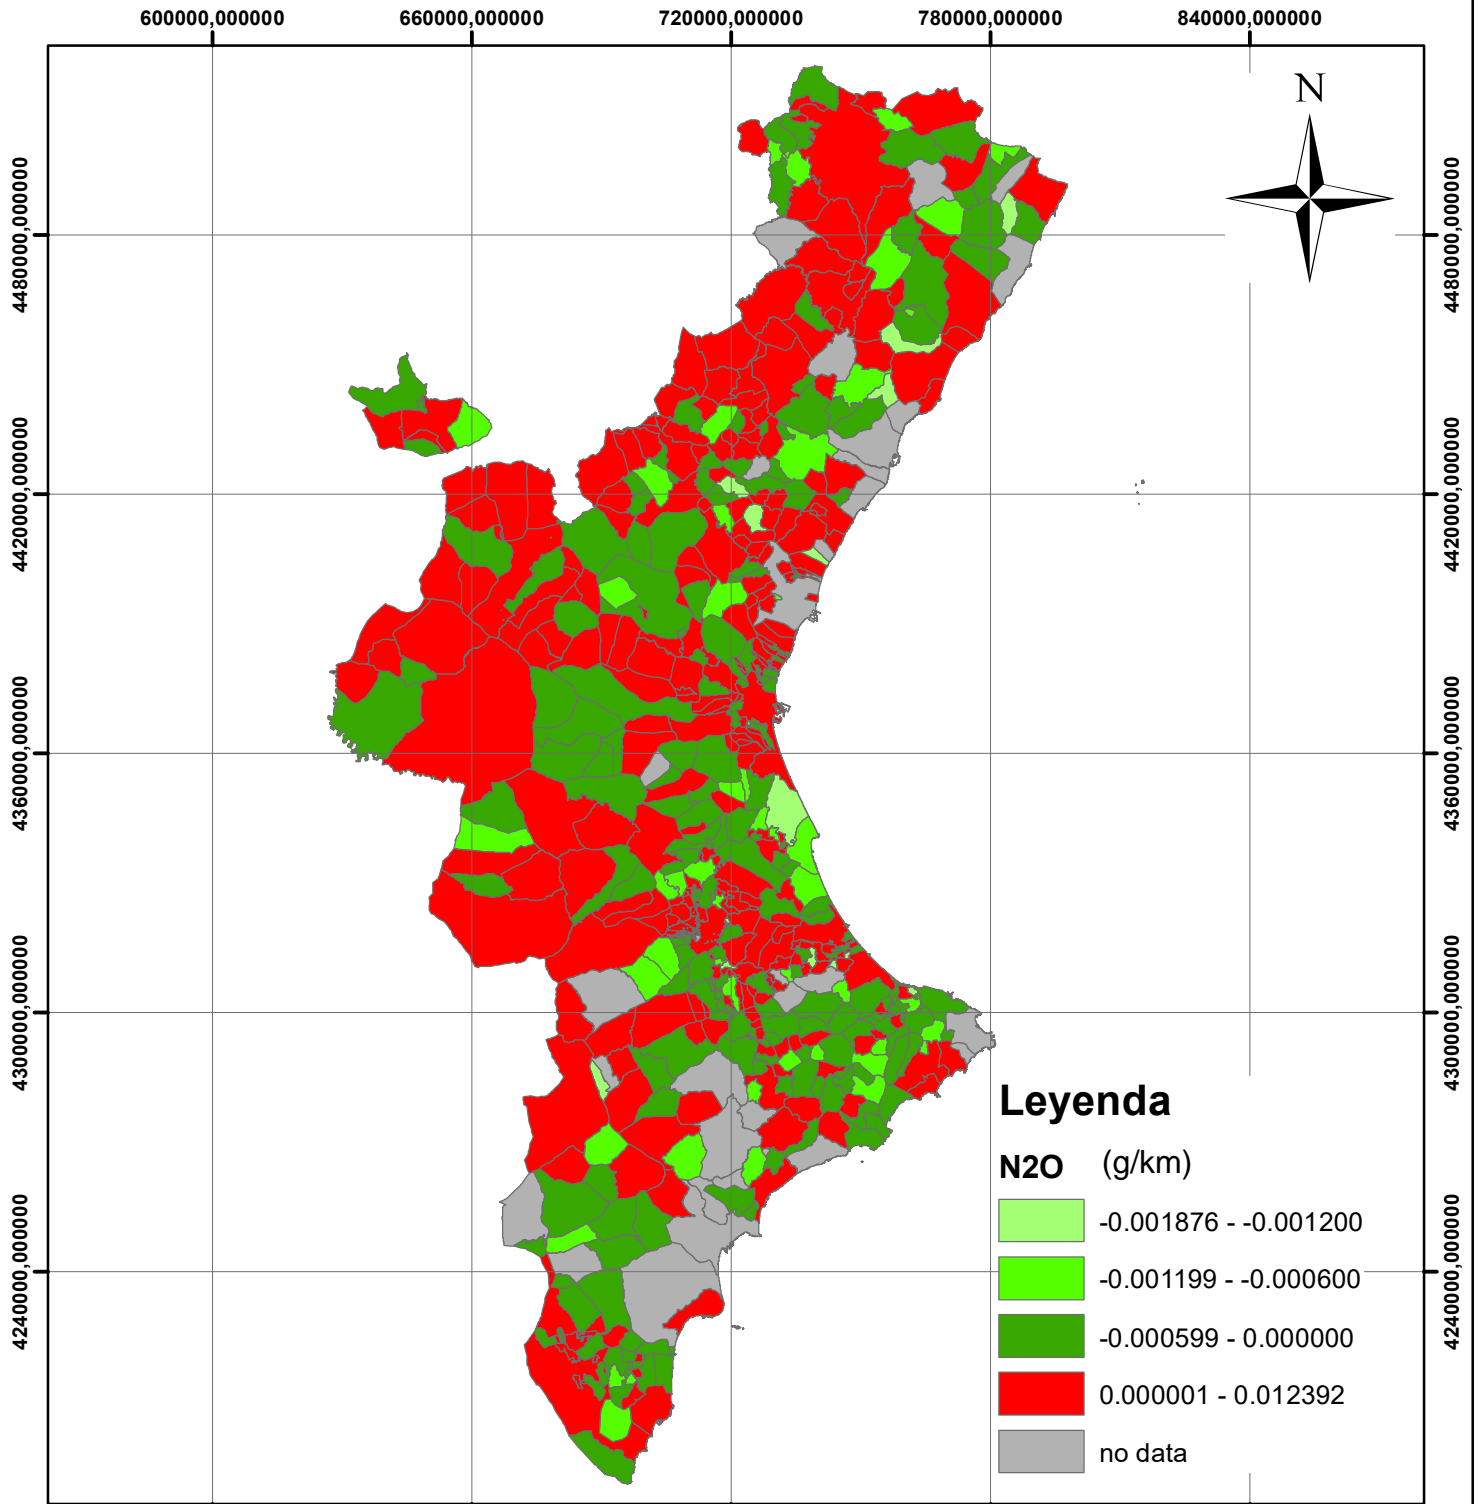 600000,000000 660000,000000 720000,000000 780000,000000 840000,000000
N
4480000,000000 4480000,000000
4420000,000000 4420000,000000
4360000,000000 4360000,000000
4300000,000000 4300000,000000
4240000,000000 4240000,000000
Leyenda
N2O (g/km)
-0.001876 - -0.001200
-0.001199 - -0.000600
-0.000599 - 0.000000
0.000001 - 0.012392
no data